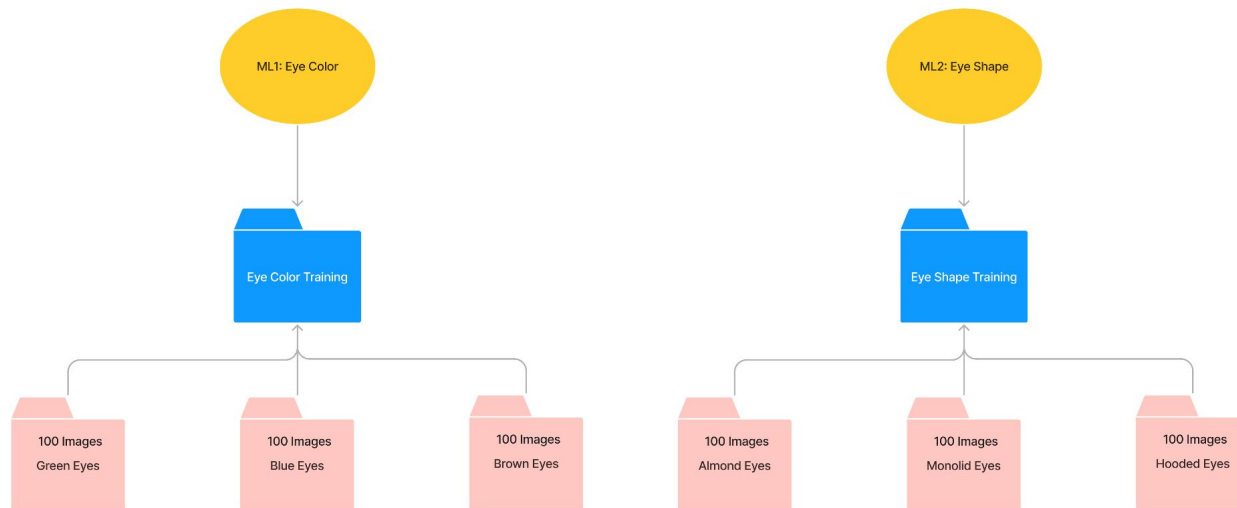 ML1: Eye Color
ML2: Eye Shape
Eye Color Training
Eye Shape Training
100 Images
Green Eyes
100 Images
Blue Eyes
100 Images
Brown Eyes
100 Images
Almond Eyes
100 Images
Monolid Eyes
100 Images
Hooded Eyes